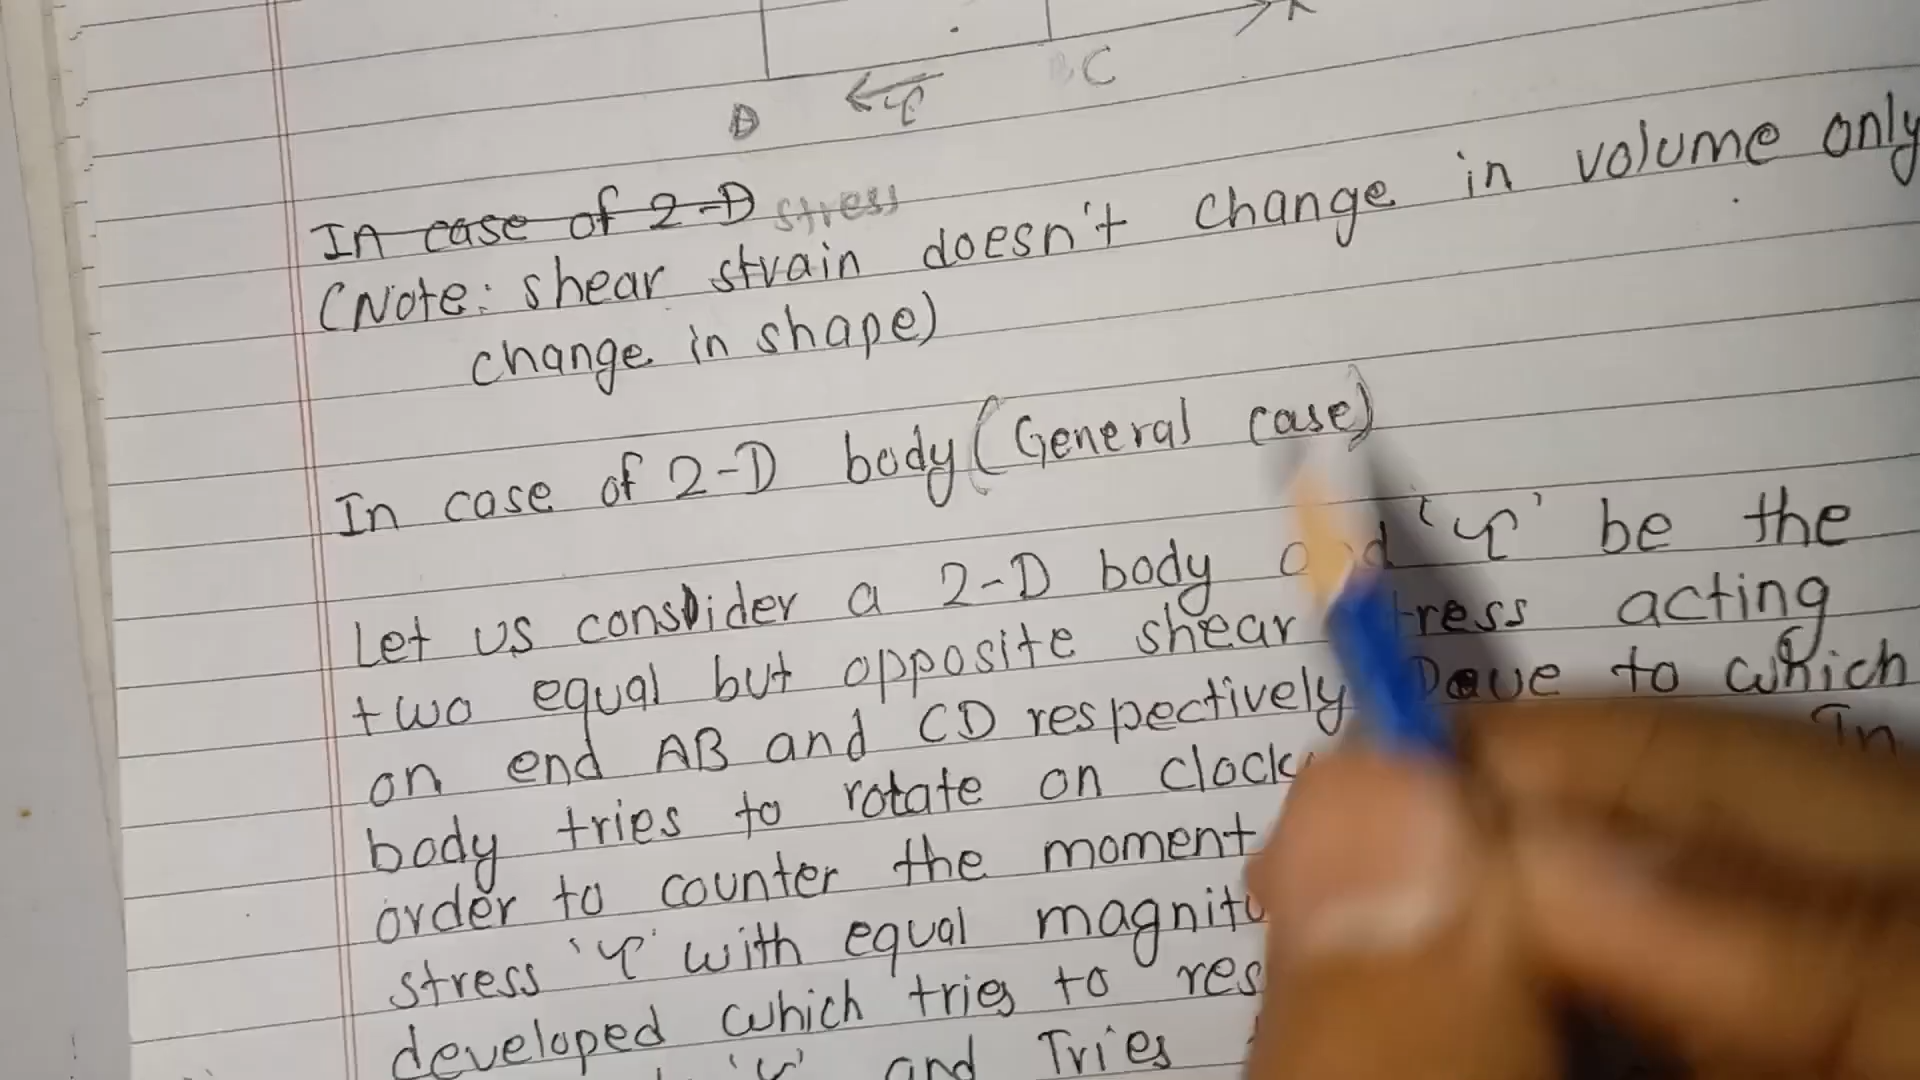 C
D
τ
In case of 2-D stress
(Note: shear strain doesn't change in volume only
change in shape)
In case of 2-D body (General case)
Let us consider a 2-D body and 'τ' be the
two equal but opposite shear stress acting
on end AB and CD respectively. Due to which
body tries to rotate on clock In
order to counter the moment
stress 'τ' with equal
developed which tries to
'τ' and Tries